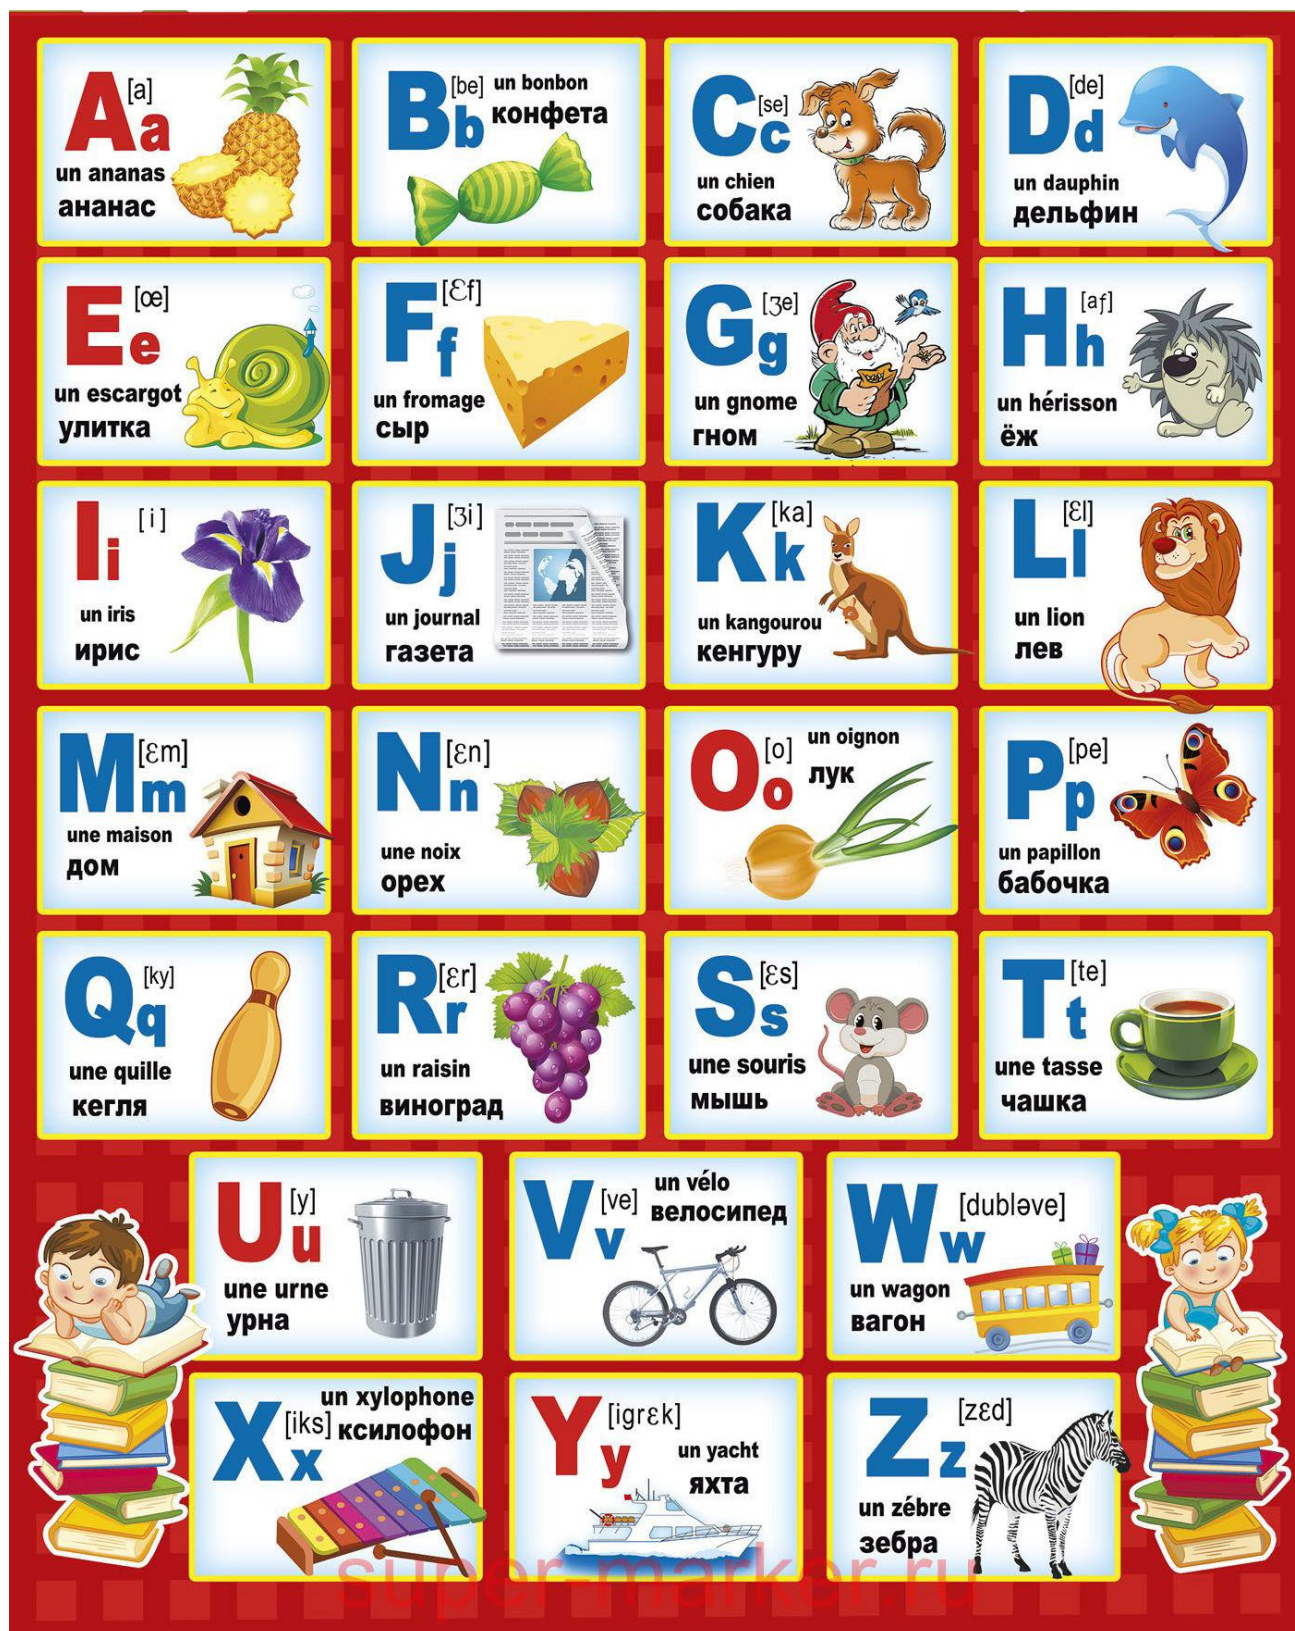 Aa [a]
un ananas
ананас
Bb [be] un bonbon
конфета
Cc [se]
un chien
собака
Dd [de]
un dauphin
дельфин
Ee [œ]
un escargot
улитка
Ff [Ɛf]
un fromage
сыр
Gg [ʒe]
un gnome
гном
Hh [aƒ]
un hérisson
ёж
Ii [i]
un iris
ирис
Jj [ʒi]
un journal
газета
Kk [ka]
un kangourou
кенгуру
Ll [Ɛl]
un lion
лев
Mm [Ɛm]
une maison
дом
Nn [Ɛn]
une noix
орех
Oo [o] un oignon
лук
Pp [pe]
un papillon
бабочка
Qq [ky]
une quille
кегля
Rr [Ɛr]
un raisin
виноград
Ss [Ɛs]
une souris
мышь
Tt [te]
une tasse
чашка
Uu [y]
une urne
урна
Vv [ve] un vélo
велосипед
Ww [dubləve]
un wagon
вагон
Xx [iks] un xylophone
ксилофон
Yy [igrƐk]
un yacht
яхта
Zz [zƐd]
un zébre
зебра
super-marker.ru